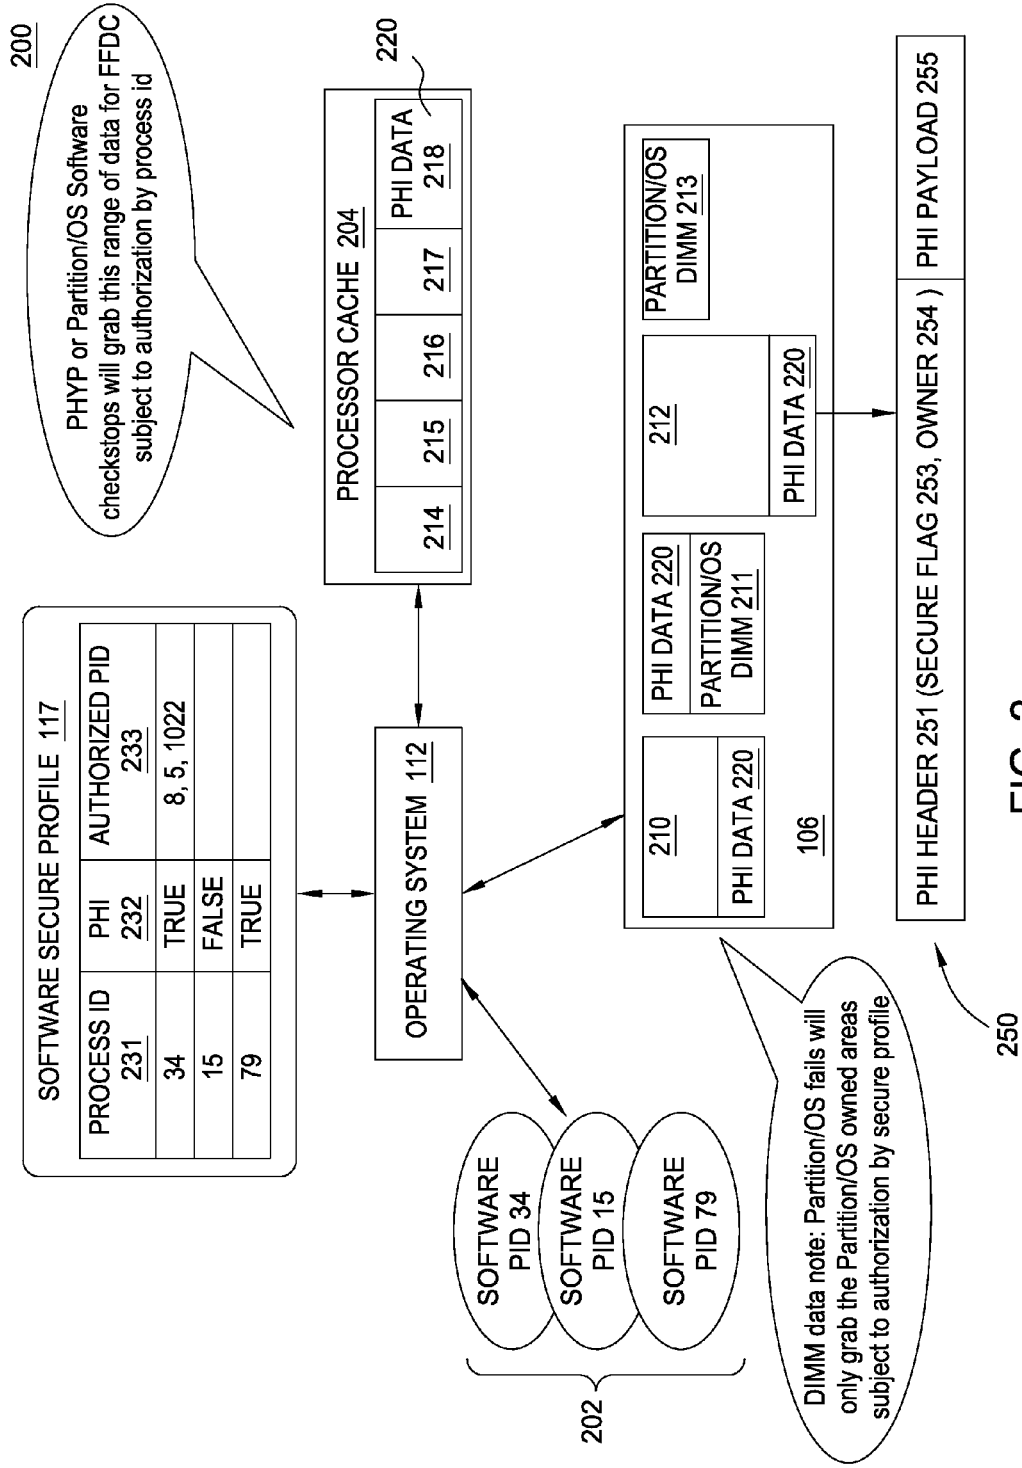 200
PHYP or Partition/OS Software
checkstops will grab this range of data for FFDC
subject to authorization by process id
SOFTWARE SECURE PROFILE 117
PROCESS ID
231
PHI
232
AUTHORIZED PID
233
34
TRUE
8, 5, 1022
15
FALSE
79
TRUE
PROCESSOR CACHE 204
214
215
216
217
PHI DATA
218
220
OPERATING SYSTEM 112
SOFTWARE
PID 34
SOFTWARE
PID 15
SOFTWARE
PID 79
202
210
PHI DATA 220
106
PHI DATA 220
PARTITION/OS
DIMM 211
212
PHI DATA 220
PARTITION/OS
DIMM 213
DIMM data note: Partition/OS fails will
only grab the Partition/OS owned areas
subject to authorization by secure profile
250
PHI HEADER 251 (SECURE FLAG 253, OWNER 254 )
PHI PAYLOAD 255